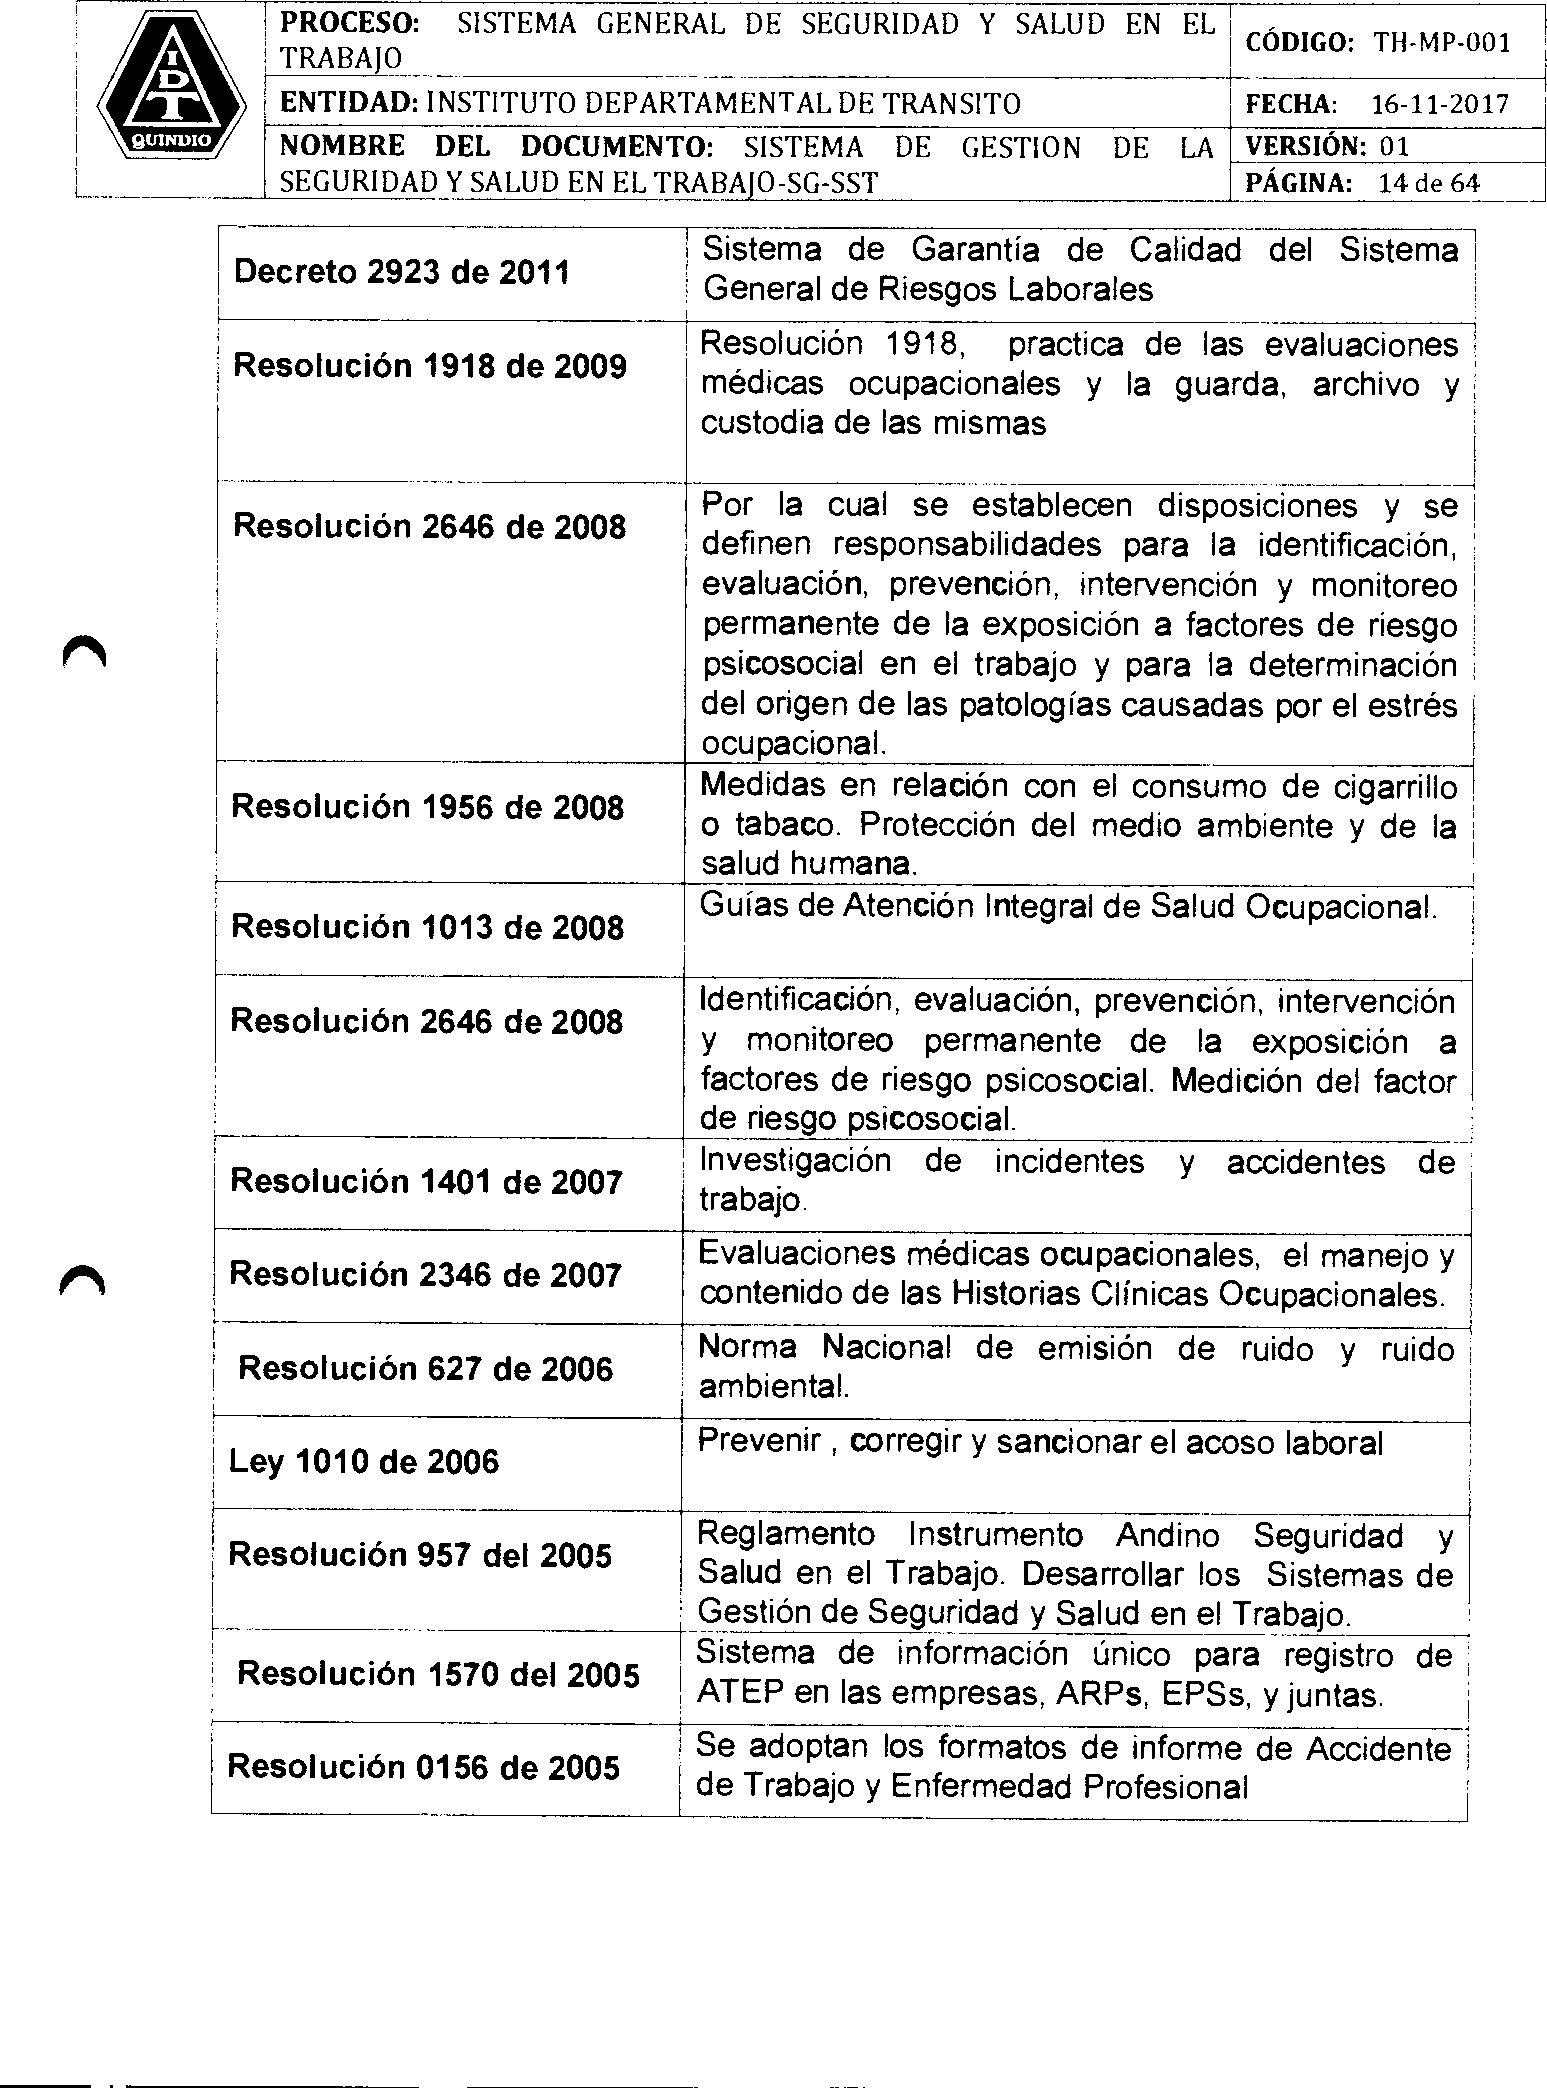 IDT
QUINDIO
PROCESO: SISTEMA GENERAL DE SEGURIDAD Y SALUD EN EL
TRABAJO
CÓDIGO: TH-MP-001
ENTIDAD: INSTITUTO DEPARTAMENTAL DE TRANSITO
FECHA: 16-11-2017
NOMBRE DEL DOCUMENTO: SISTEMA DE GESTION DE LA
SEGURIDAD Y SALUD EN EL TRABAJO-SG-SST
VERSIÓN: 01
PÁGINA: 14 de 64
Decreto 2923 de 2011
Sistema de Garantía de Calidad del Sistema
General de Riesgos Laborales
Resolución 1918 de 2009
Resolución 1918, practica de las evaluaciones
médicas ocupacionales y la guarda, archivo y
custodia de las mismas
Resolución 2646 de 2008
Por la cual se establecen disposiciones y se
definen responsabilidades para la identificación,
evaluación, prevención, intervención y monitoreo
permanente de la exposición a factores de riesgo
psicosocial en el trabajo y para la determinación
del origen de las patologías causadas por el estrés
ocupacional.
Resolución 1956 de 2008
Medidas en relación con el consumo de cigarrillo
o tabaco. Protección del medio ambiente y de la
salud humana.
Resolución 1013 de 2008
Guías de Atención Integral de Salud Ocupacional.
Resolución 2646 de 2008
Identificación, evaluación, prevención, intervención
y monitoreo permanente de la exposición a
factores de riesgo psicosocial. Medición del factor
de riesgo psicosocial.
Resolución 1401 de 2007
Investigación de incidentes y accidentes de
trabajo.
Resolución 2346 de 2007
Evaluaciones médicas ocupacionales, el manejo y
contenido de las Historias Clínicas Ocupacionales.
Resolución 627 de 2006
Norma Nacional de emisión de ruido y ruido
ambiental.
Ley 1010 de 2006
Prevenir , corregir y sancionar el acoso laboral
Resolución 957 del 2005
Reglamento Instrumento Andino Seguridad y
Salud en el Trabajo. Desarrollar los Sistemas de
Gestión de Seguridad y Salud en el Trabajo.
Resolución 1570 del 2005
Sistema de información único para registro de
ATEP en las empresas, ARPs, EPSs, y juntas.
Resolución 0156 de 2005
Se adoptan los formatos de informe de Accidente
de Trabajo y Enfermedad Profesional